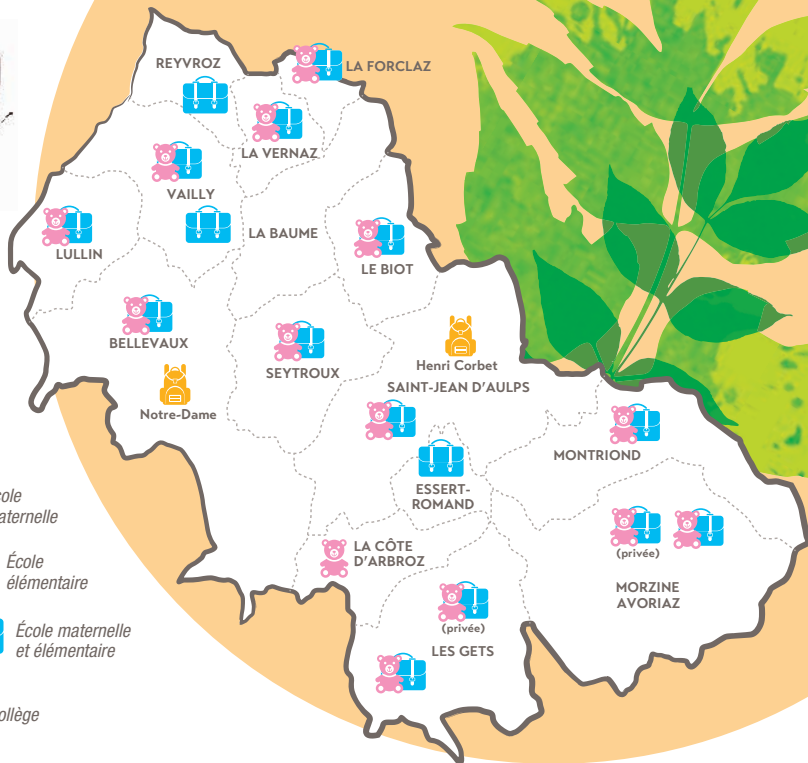 REYVROZ
LA FORCLAZ
LA VERNAZ
VAILLY
LA BAUME
LULLIN
LE BIOT
BELLEVAUX
SEYTROUX
Henri Corbet
SAINT-JEAN D'AULPS
Notre-Dame
MONTRIOND
ESSERT-
ROMAND
LA CÔTE
D'ARBROZ
(privée)
MORZINE
AVORIAZ
(privée)
LES GETS
cole
aternelle
École
élémentaire
École maternelle
et élémentaire
ollège